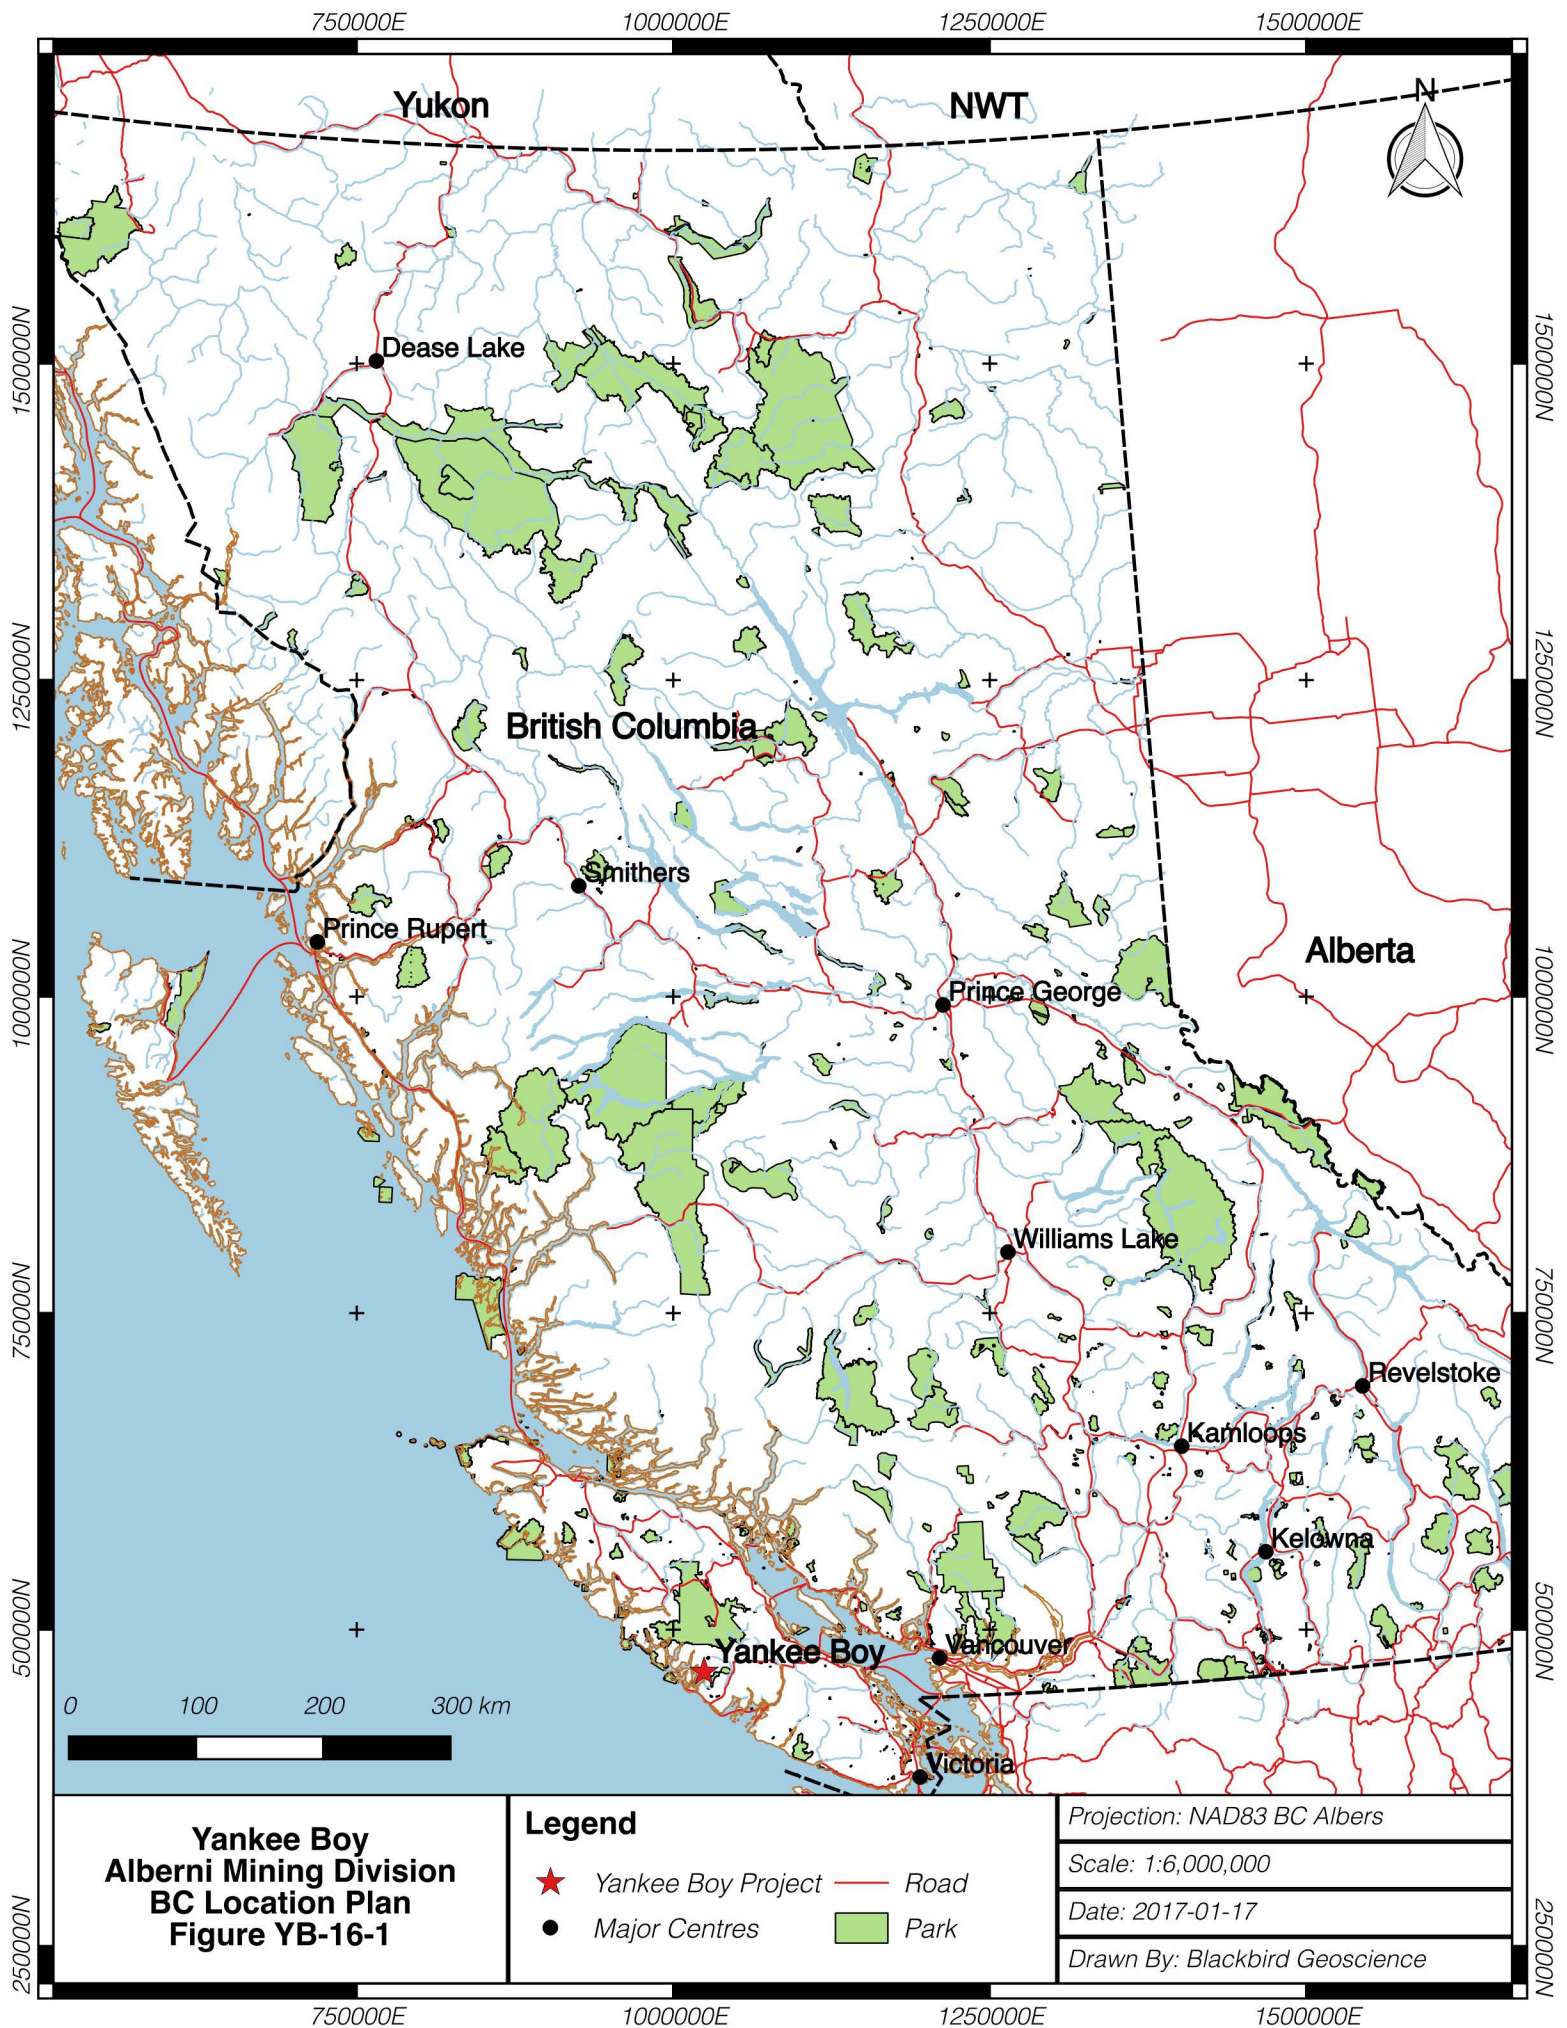 750000E 1000000E 1250000E 1500000E
Yukon
NWT
N
1500000N
1500000N
Dease Lake
1250000N
1250000N
British Columbia
Smithers
Prince Rupert
Alberta
1000000N
1000000N
Prince George
Williams Lake
750000N
750000N
Revelstoke
Kamloops
Kelowna
500000N
500000N
Vancouver
Yankee Boy
0 100 200 300 km
Victoria
Yankee Boy
Alberni Mining Division
BC Location Plan
Figure YB-16-1
Legend
Yankee Boy Project
Road
Major Centres
Park
Projection: NAD83 BC Albers
Scale: 1:6,000,000
Date: 2017-01-17
Drawn By: Blackbird Geoscience
250000N
250000N
750000E 1000000E 1250000E 1500000E